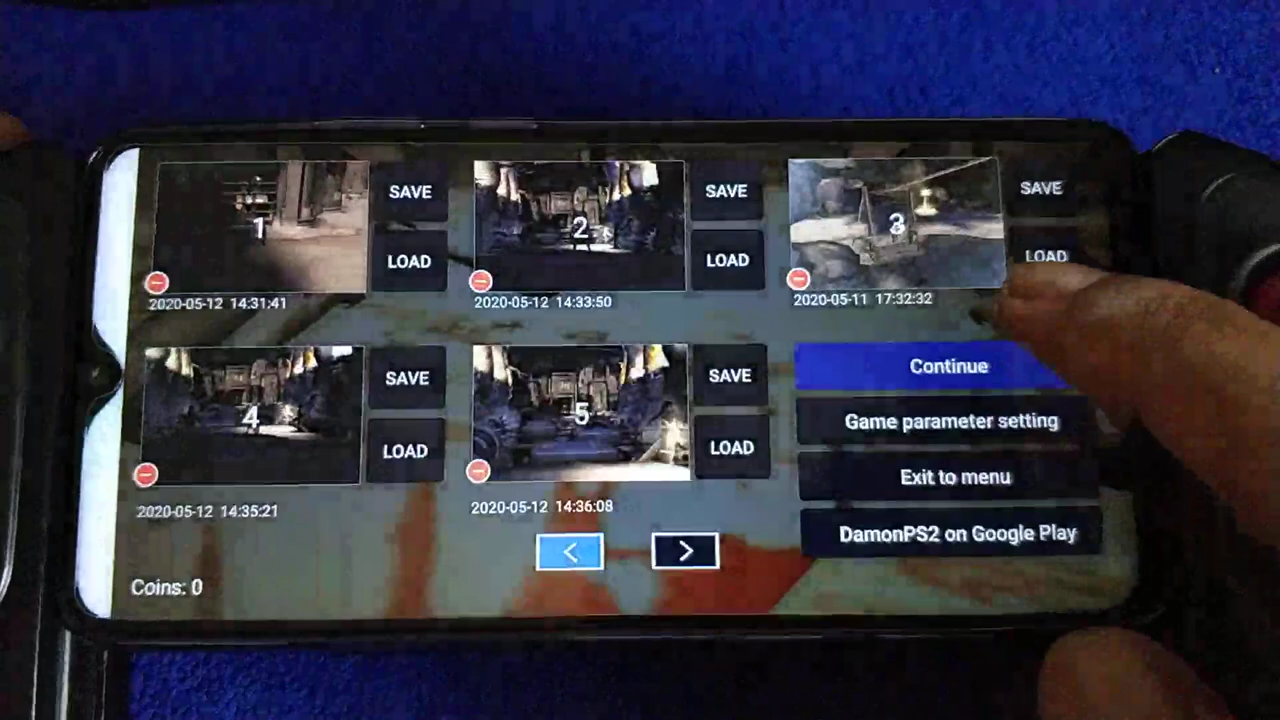 1
SAVE
LOAD
2020-05-12 14:31:41
2
SAVE
LOAD
2020-05-12 14:33:50
3
SAVE
LOAD
2020-05-11 17:32:32
4
SAVE
LOAD
2020-05-12 14:35:21
5
SAVE
LOAD
2020-05-12 14:36:08
Continue
Game parameter setting
Exit to menu
DamonPS2 on Google Play
<
>
Coins: 0